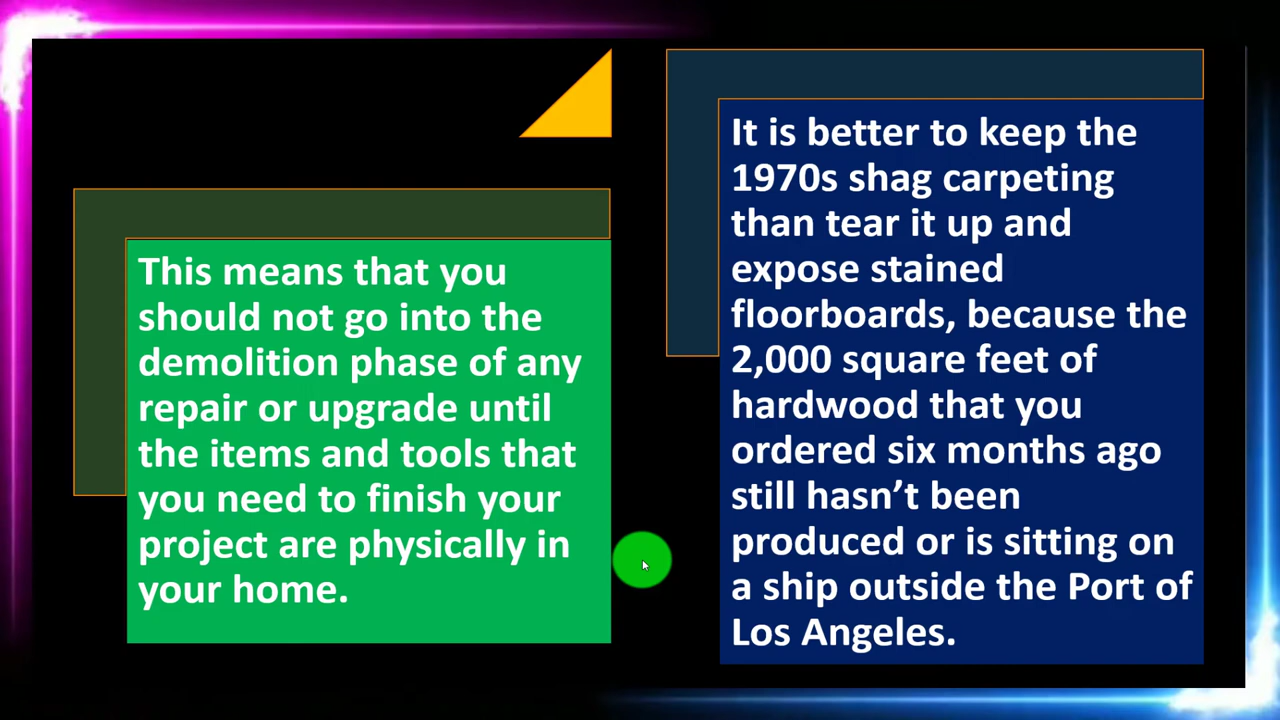 This means that you
should not go into the
demolition phase of any
repair or upgrade until
the items and tools that
you need to finish your
project are physically in
your home.
It is better to keep the
1970s shag carpeting
than tear it up and
expose stained
floorboards, because the
2,000 square feet of
hardwood that you
ordered six months ago
still hasn’t been
produced or is sitting on
a ship outside the Port of
Los Angeles.